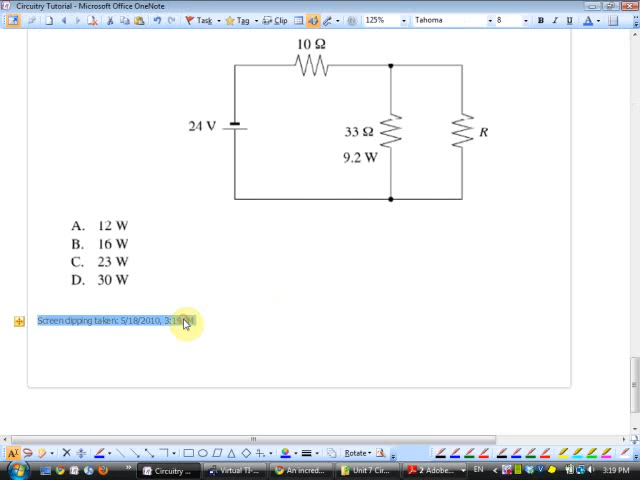 Circuitry Tutorial - Microsoft Office OneNote
Task Tag Clip 125% Tahoma 8 B I U A
10 Ω
24 V
33 Ω R
9.2 W
A. 12 W
B. 16 W
C. 23 W
D. 30 W
Screen clipping taken: 5/18/2010, 3:19
Rotate
Circuitry ... Virtual TI-... An incred... Unit 7 Circ... 2 Adobe... EN 3:19 PM